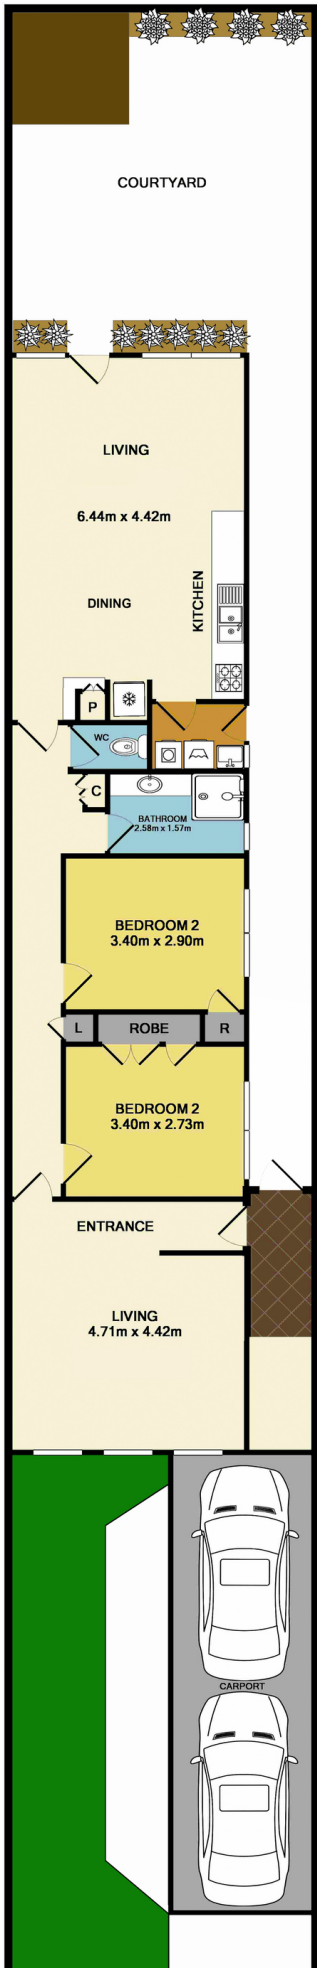 COURTYARD
LIVING
6.44m x 4.42m
DINING
KITCHEN
P
WC
C
BATHROOM
2.58m x 1.57m
BEDROOM 2
3.40m x 2.90m
L
ROBE
R
BEDROOM 2
3.40m x 2.73m
ENTRANCE
LIVING
4.71m x 4.42m
CARPORT